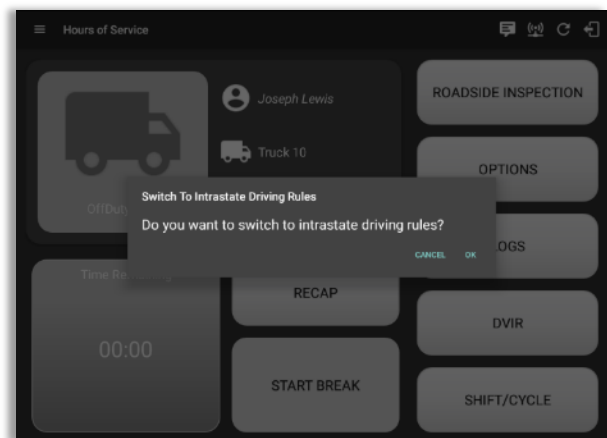 Hours of Service
Joseph Lewis
Truck 10
ROADSIDE INSPECTION
OPTIONS
Switch To Intrastate Driving Rules
Do you want to switch to intrastate driving rules?
CANCEL OK
RECAP
00:00
DVIR
START BREAK
SHIFT/CYCLE